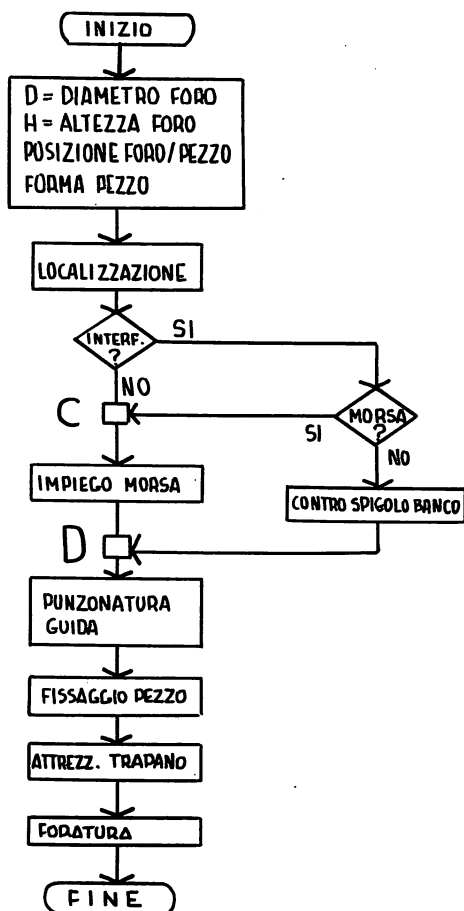 INIZIO
D = DIAMETRO FORO
H = ALTEZZA FORO
POSIZIONE FORO/PEZZO
FORMA PEZZO
LOCALIZZAZIONE
INTERF.
?
SI
NO
MORSA
?
SI
NO
C
IMPIEGO MORSA
CONTRO SPIGOLO BANCO
D
PUNZONATURA
GUIDA
FISSAGGIO PEZZO
ATTREZZ. TRAPANO
FORATURA
FINE